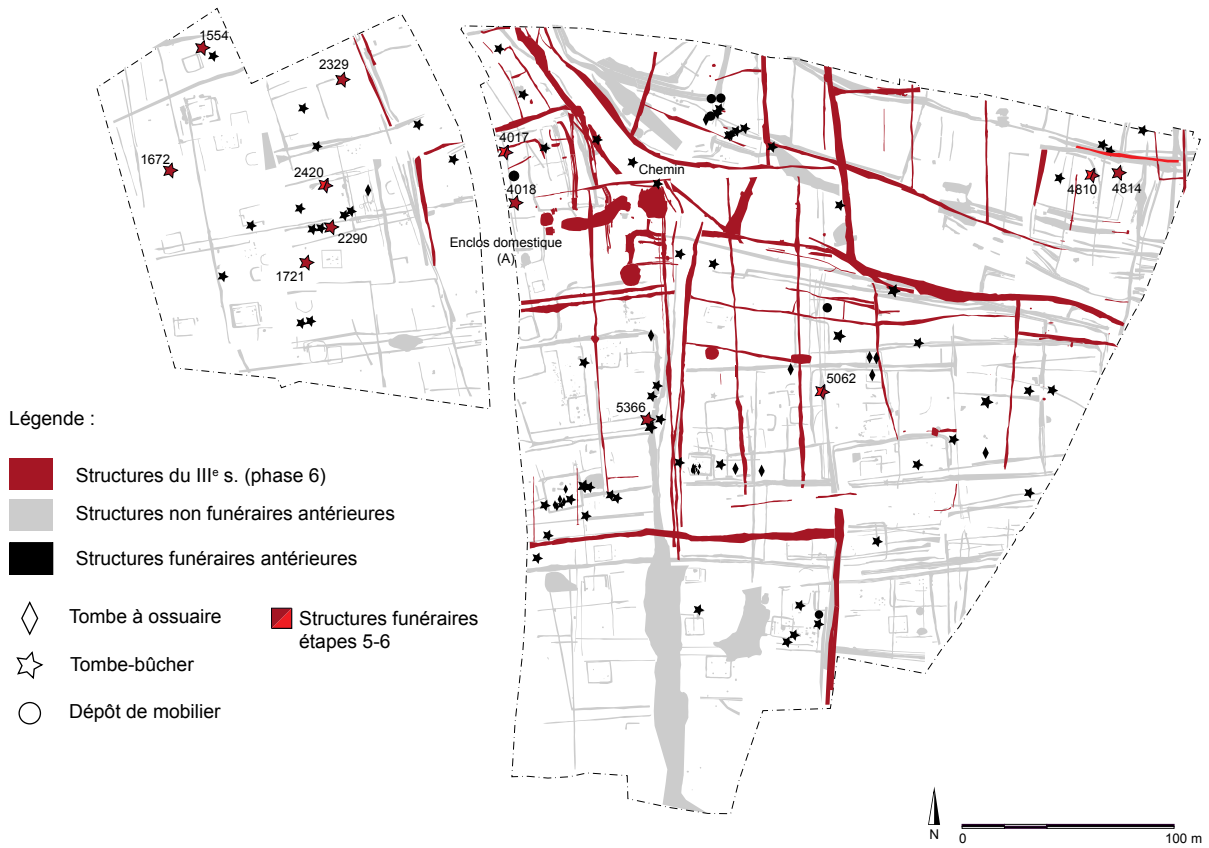 1554
2329
1672
2420
2290
1721
4017
4018
Chemin
Enclos domestique
(A)
4810
4814
5062
5366
Légende :
Structures du IIIe s. (phase 6)
Structures non funéraires antérieures
Structures funéraires antérieures
Tombe à ossuaire
Structures funéraires
étapes 5-6
Tombe-bûcher
Dépôt de mobilier
N
0
100 m